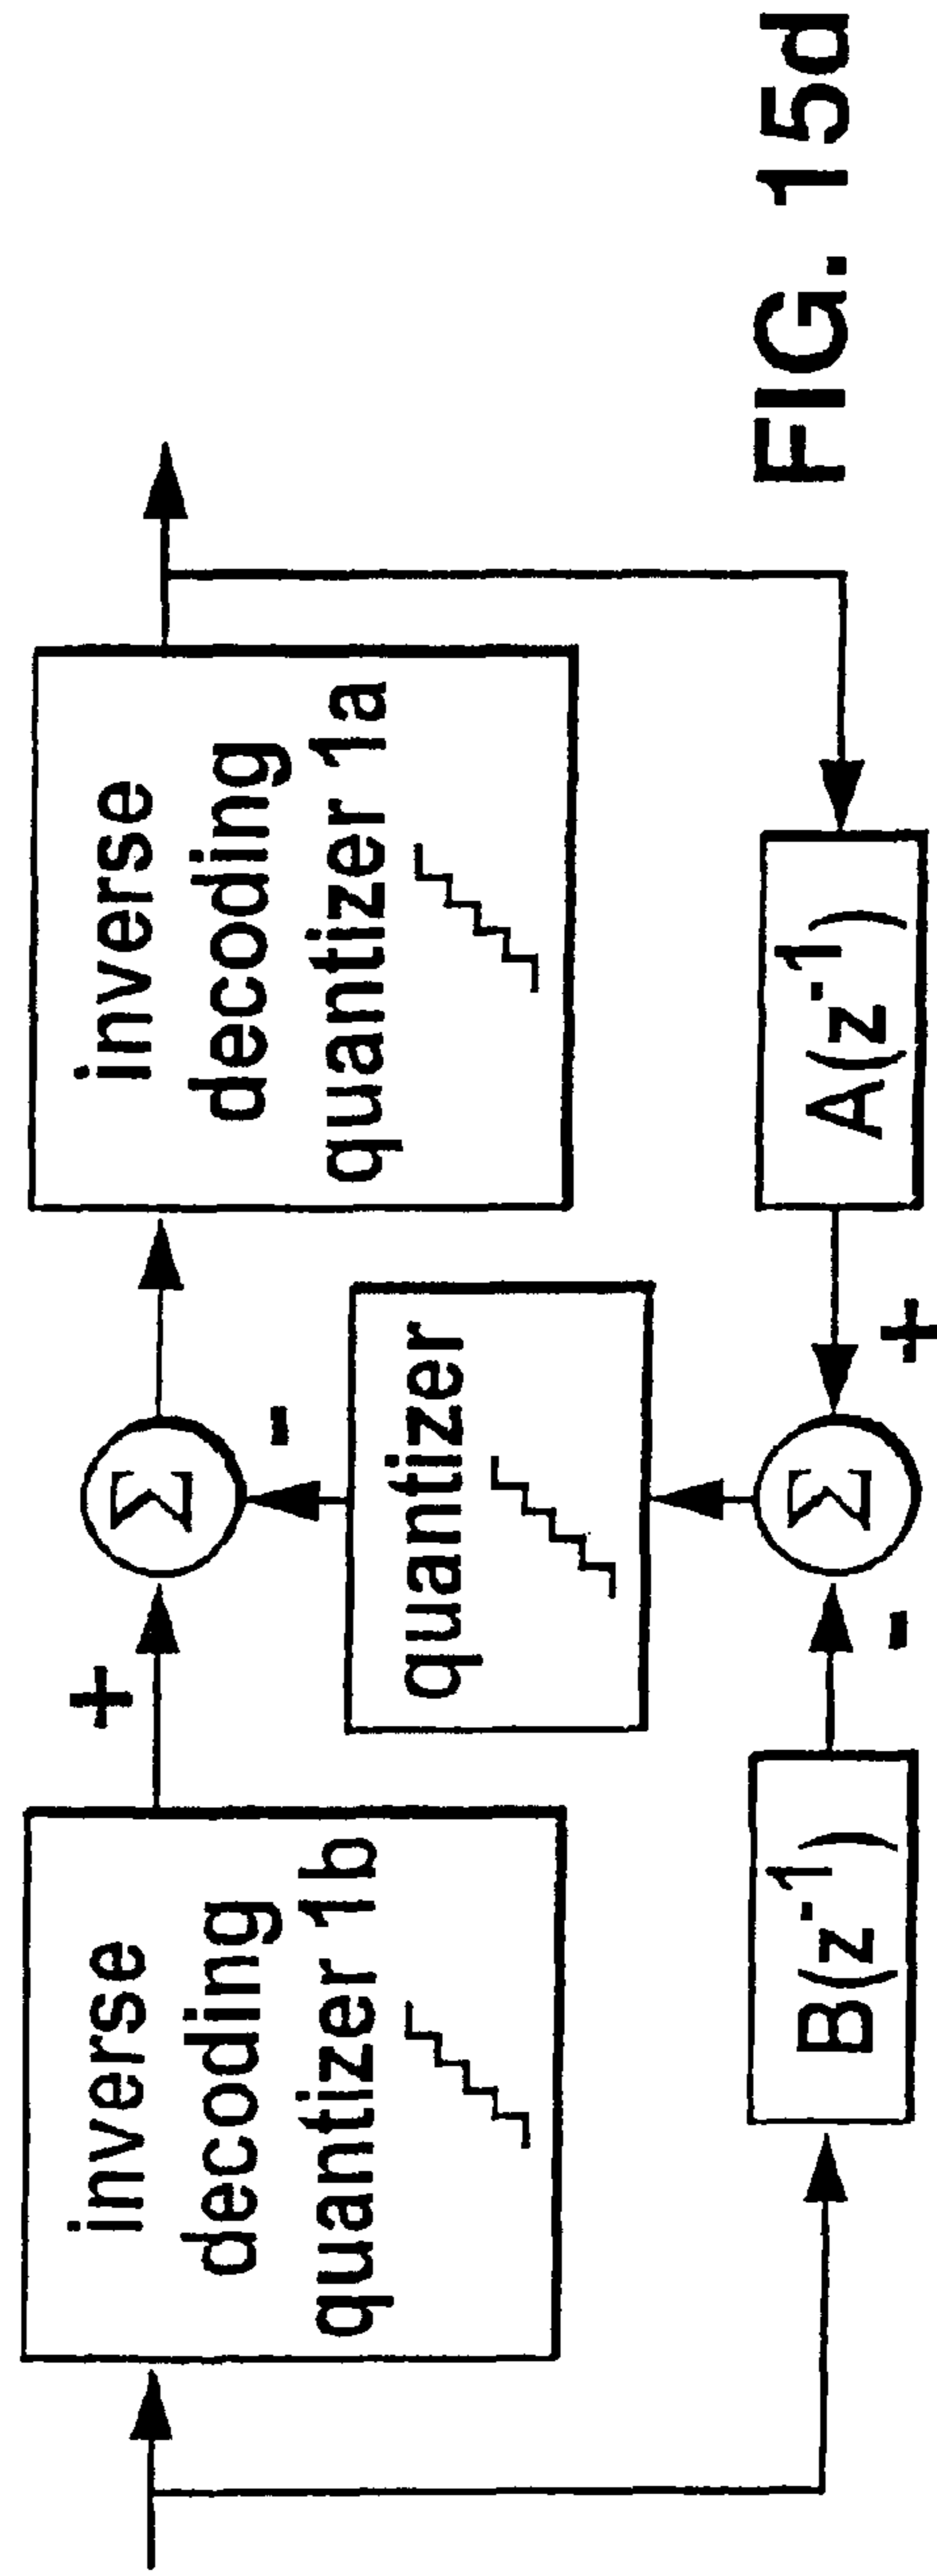 inverse
decoding
quantizer 1b
+
Σ
-
inverse
decoding
quantizer 1a
quantizer
B(z⁻¹)
-
Σ
+
A(z⁻¹)
FIG. 15d